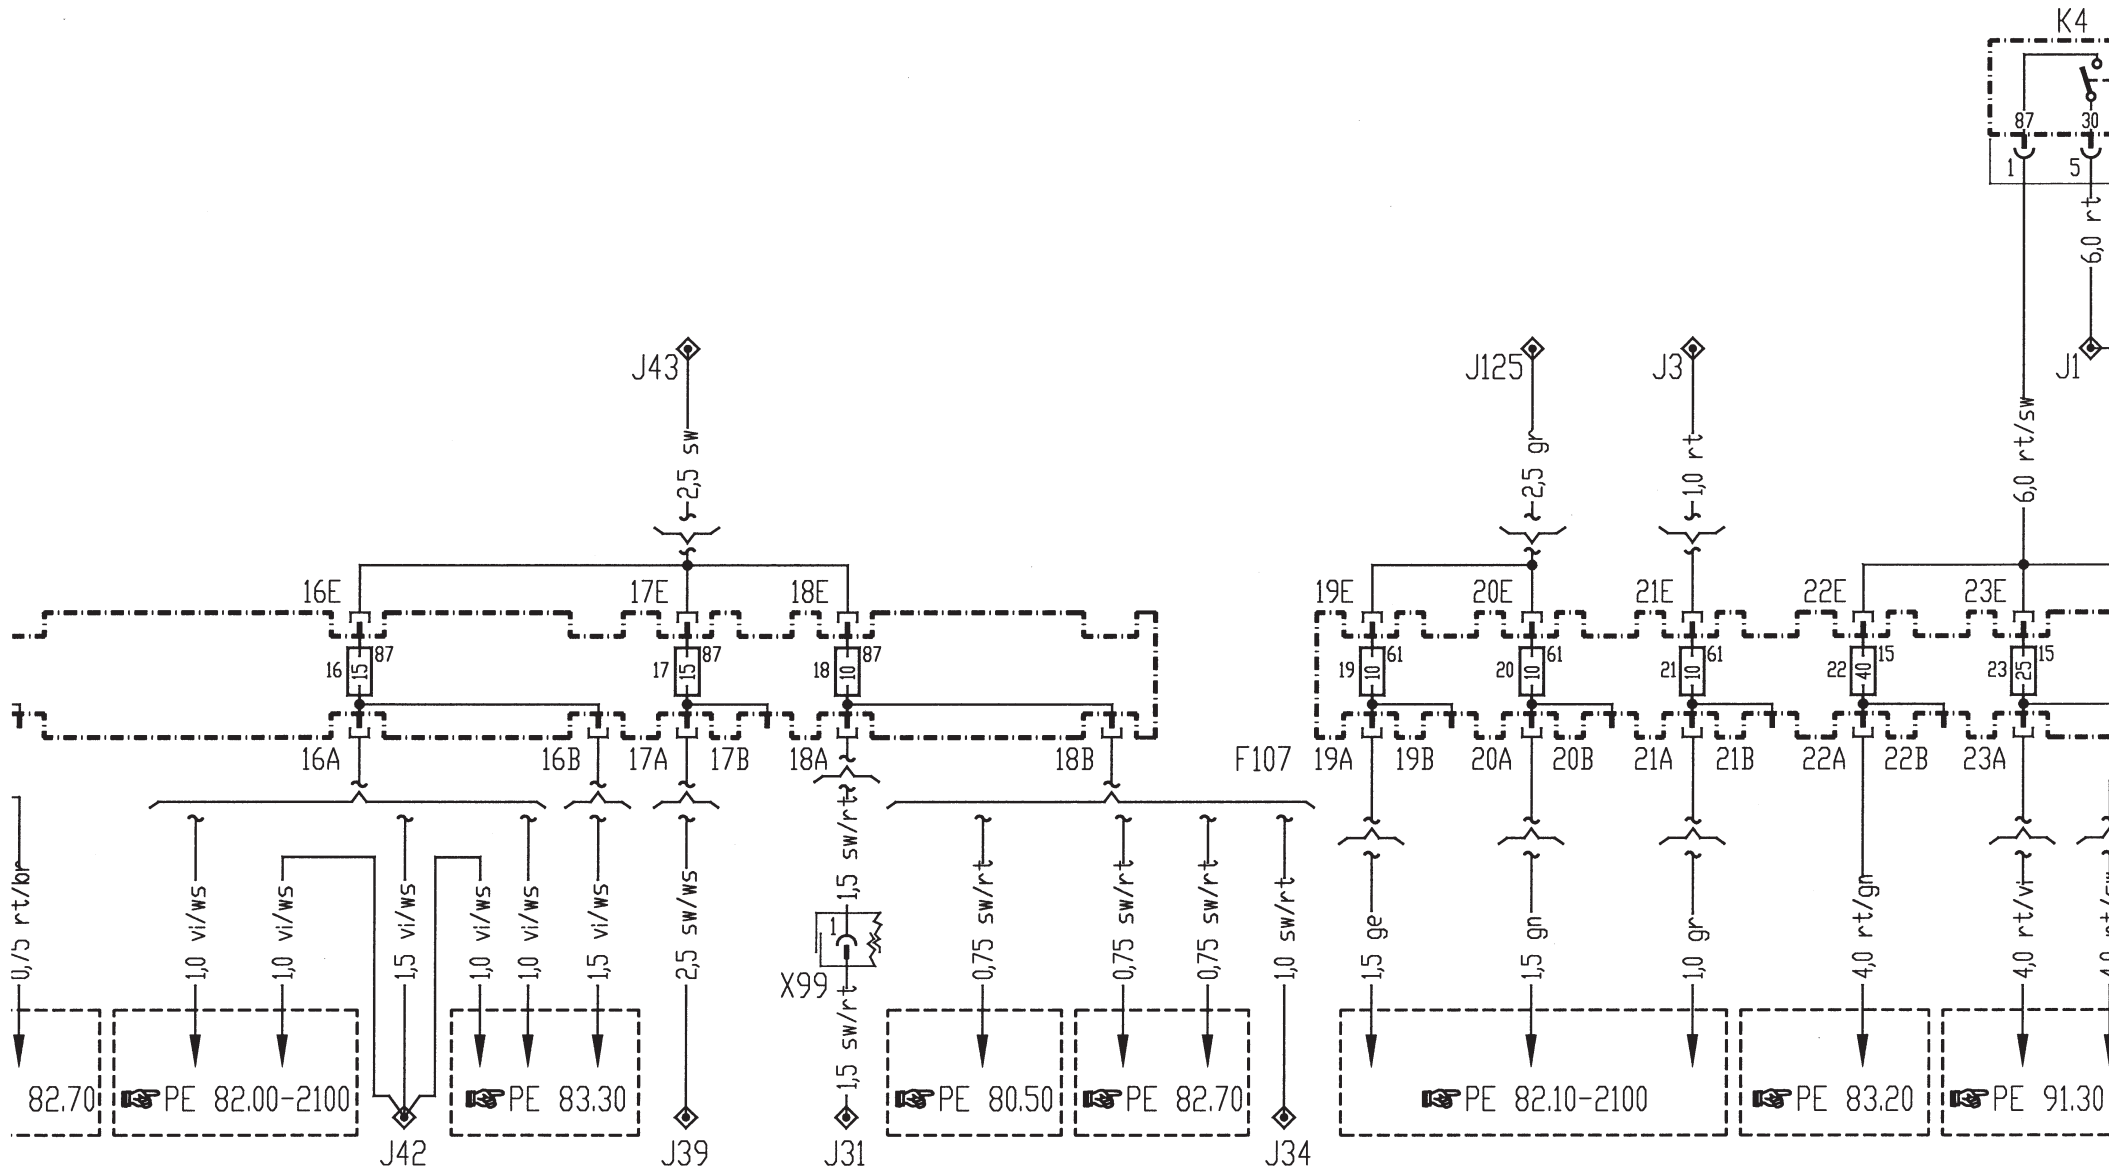 K4
87 30
1 5
6,0 rt
J43
J125
J3
J1
2,5 sw
2,5 gr
1,0 rt
6,0 rt/sw
16E 17E 18E 19E 20E 21E 22E 23E
16 15 87
17 15 87
18 10 87
19 10 61
20 10 61
21 10 61
22 40 15
23 25 15
16A 16B 17A 17B 18A 18B F107 19A 19B 20A 20B 21A 21B 22A 22B 23A
0,75 rt/br
1,0 vi/ws
1,0 vi/ws
1,5 vi/ws
1,0 vi/ws
1,0 vi/ws
1,5 vi/ws
2,5 sw/ws
1,5 sw/rt
1
X99
1,5 sw/rt
0,75 sw/rt
0,75 sw/rt
0,75 sw/rt
1,0 sw/rt
1,5 ge
1,5 gn
1,0 gr
4,0 rt/gn
4,0 rt/vi
82.70
PE 82.00-2100
PE 83.30
PE 80.50
PE 82.70
PE 82.10-2100
PE 83.20
PE 91.30
J42
J39
J31
J34